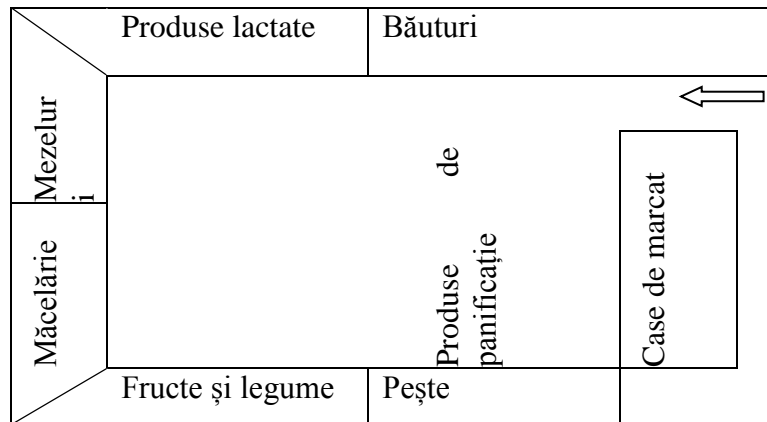 Produse lactate
Băuturi
Mezelur
i
Măcelărie
Produse de
panificație
Case de marcat
Fructe și legume
Pește